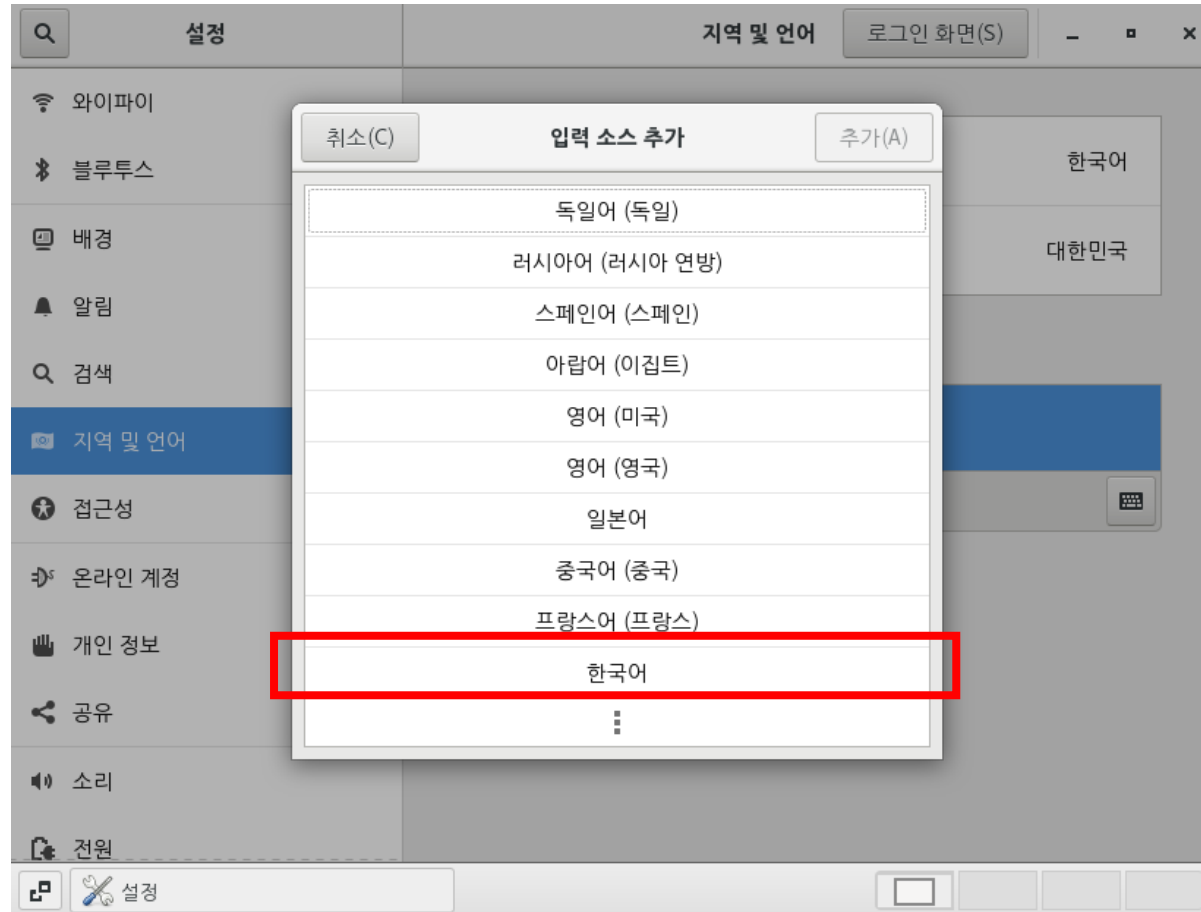 설정
지역 및 언어
로그인 화면(S)
와이파이
블루투스
배경
알림
검색
지역 및 언어
접근성
온라인 계정
개인 정보
공유
소리
전원
취소(C)
입력 소스 추가
추가(A)
독일어 (독일)
러시아어 (러시아 연방)
스페인어 (스페인)
아랍어 (이집트)
영어 (미국)
영어 (영국)
일본어
중국어 (중국)
프랑스어 (프랑스)
한국어
한국어
대한민국
설정